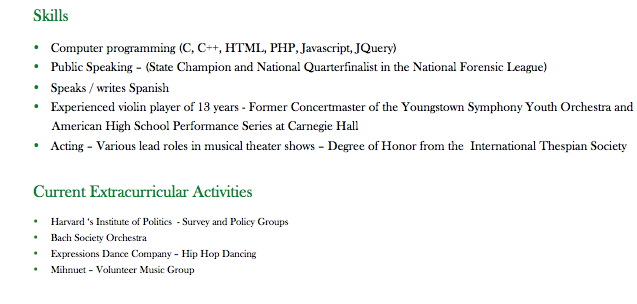 Skills
• Computer programming (C, C++, HTML, PHP, Javascript, JQuery)
• Public Speaking – (State Champion and National Quarterfinalist in the National Forensic League)
• Speaks / writes Spanish
• Experienced violin player of 13 years - Former Concertmaster of the Youngstown Symphony Youth Orchestra and
American High School Performance Series at Carnegie Hall
• Acting – Various lead roles in musical theater shows – Degree of Honor from the International Thespian Society
Current Extracurricular Activities
• Harvard 's Institute of Politics - Survey and Policy Groups
• Bach Society Orchestra
• Expressions Dance Company – Hip Hop Dancing
• Mihnuet – Volunteer Music Group